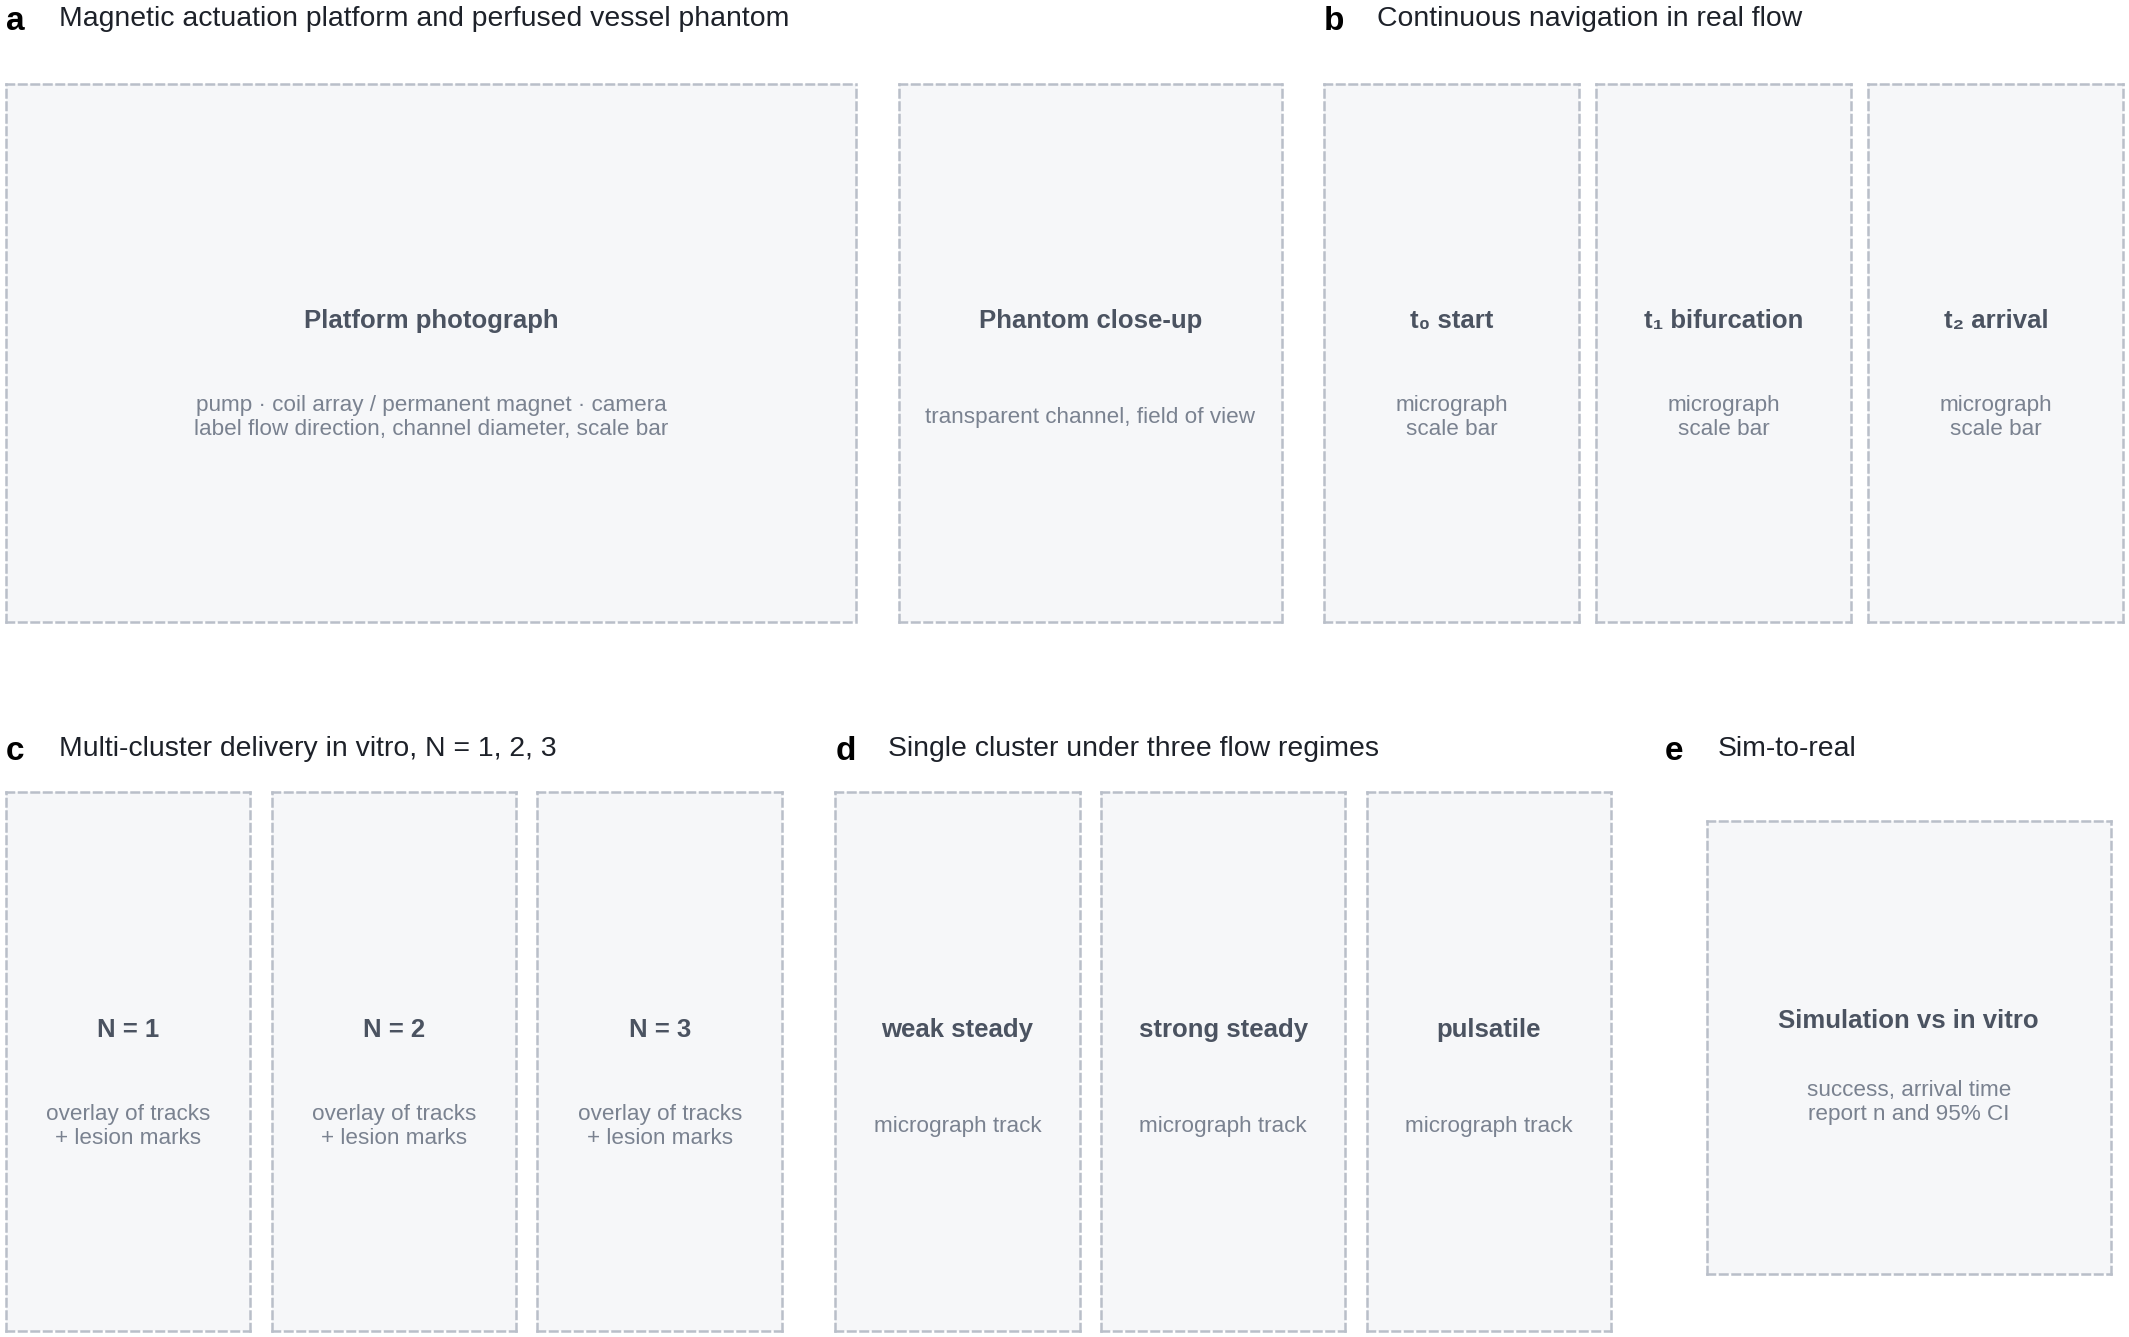 a Magnetic actuation platform and perfused vessel phantom
Platform photograph
pump · coil array / permanent magnet · camera
label flow direction, channel diameter, scale bar
Phantom close-up
transparent channel, field of view
b Continuous navigation in real flow
t₀ start
micrograph
scale bar
t₁ bifurcation
micrograph
scale bar
t₂ arrival
micrograph
scale bar
c Multi-cluster delivery in vitro, N = 1, 2, 3
N = 1
overlay of tracks
+ lesion marks
N = 2
overlay of tracks
+ lesion marks
N = 3
overlay of tracks
+ lesion marks
d Single cluster under three flow regimes
weak steady
micrograph track
strong steady
micrograph track
pulsatile
micrograph track
e Sim-to-real
Simulation vs in vitro
success, arrival time
report n and 95% CI